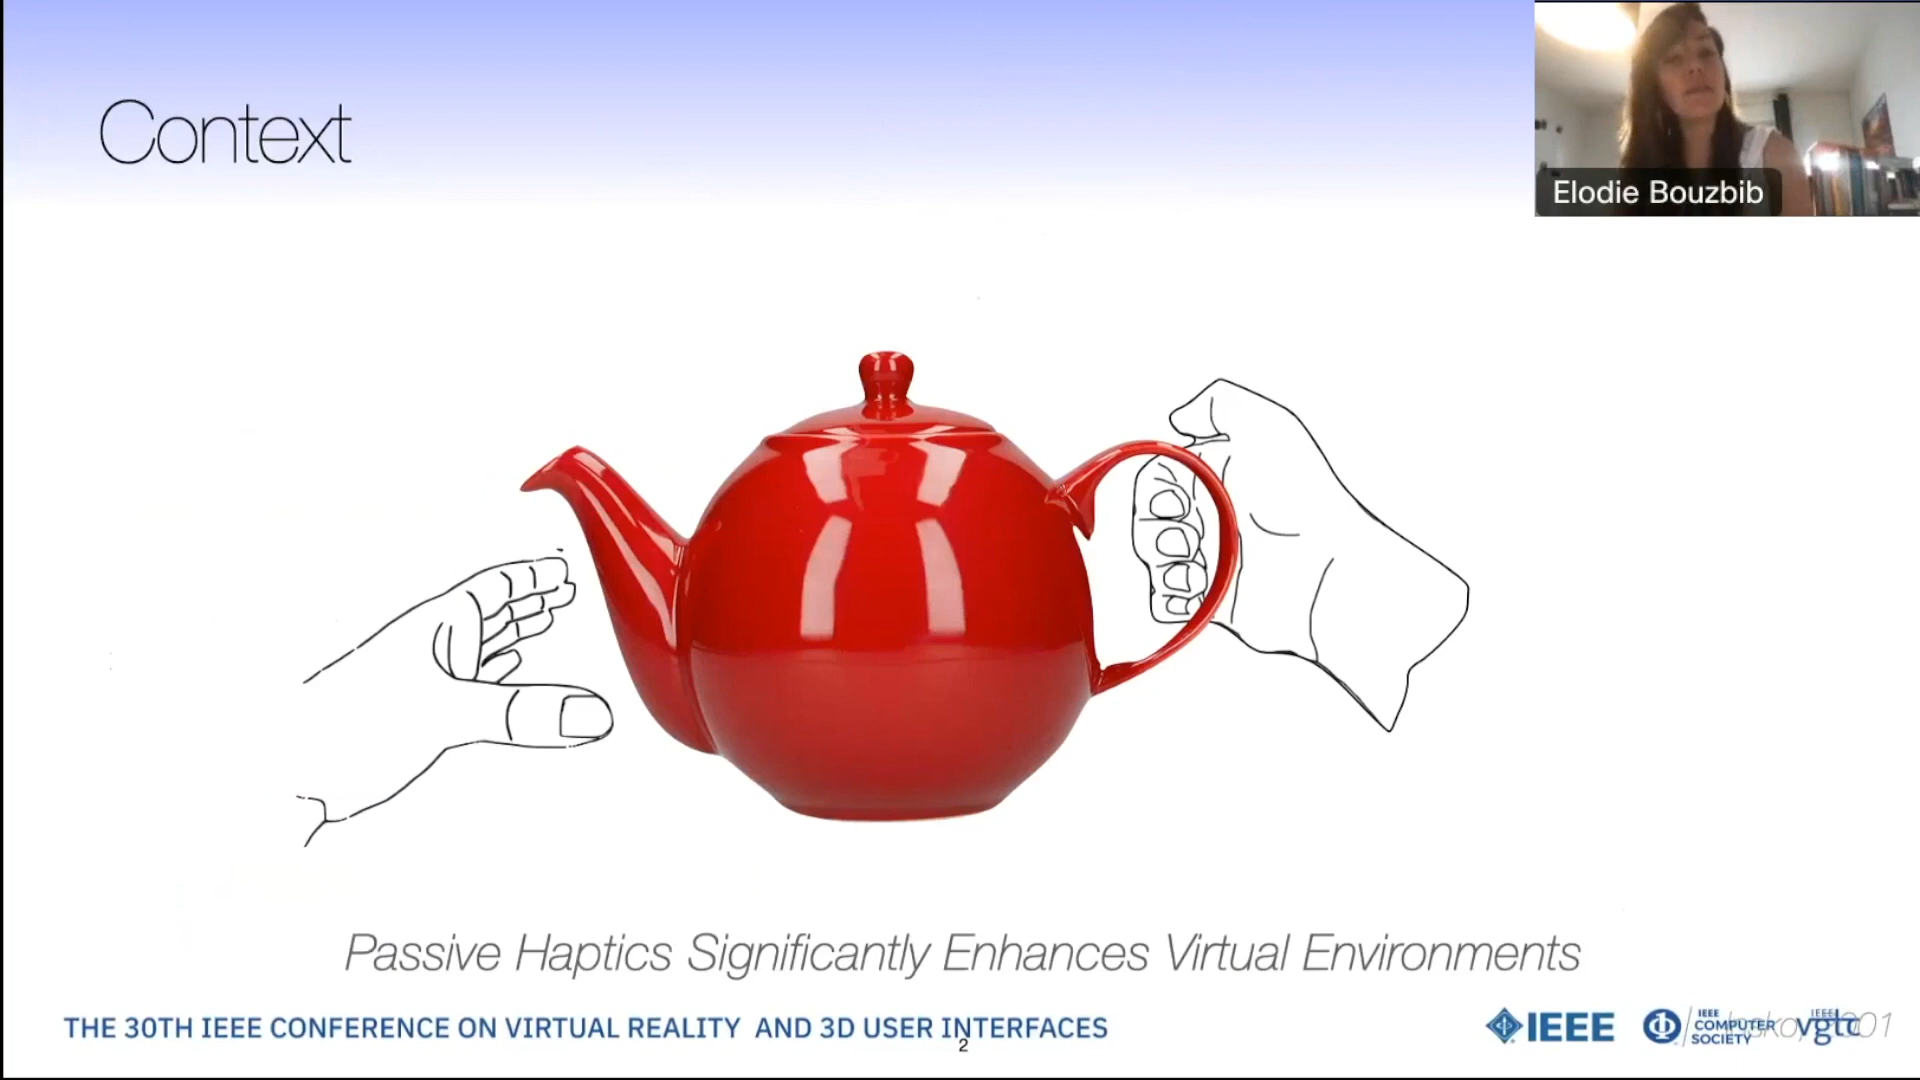 Context
Elodie Bouzbib
Passive Haptics Significantly Enhances Virtual Environments
THE 30TH IEEE CONFERENCE ON VIRTUAL REALITY AND 3D USER INTERFACES
2
IEEE
IEEE
COMPUTER
SOCIETY
IEEE
vgtc